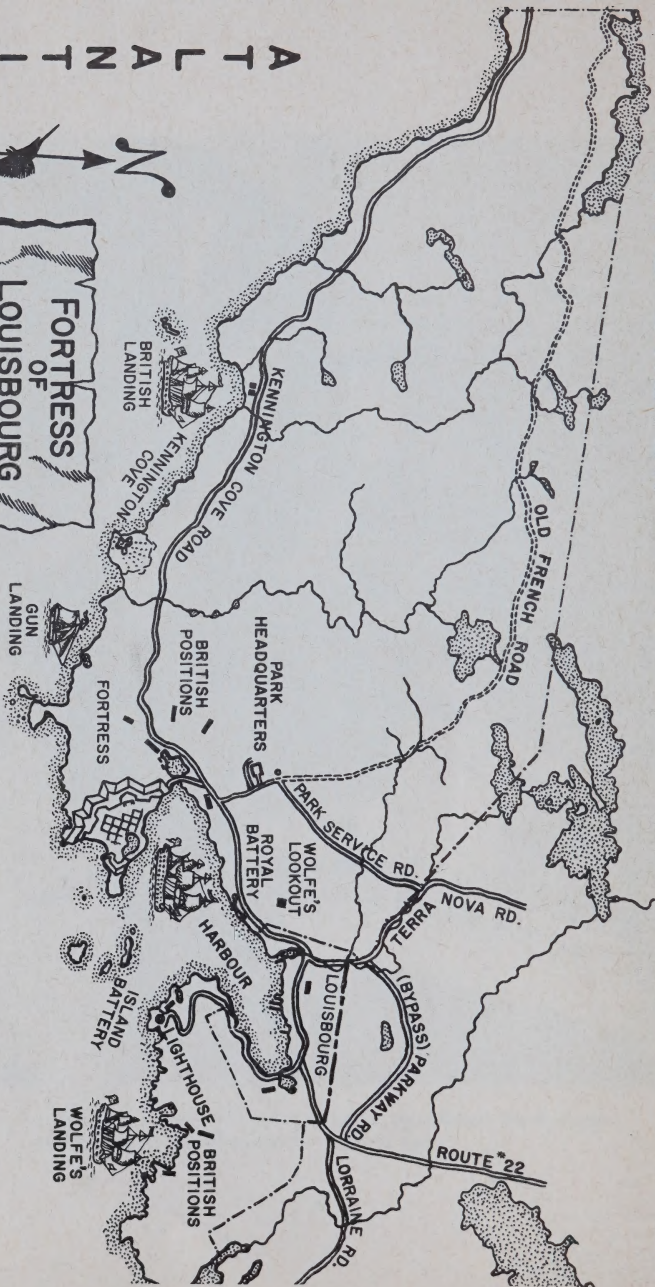 A T L A N T I
N
FORTRESS
OF
LOUISBOURG
BRITISH
LANDING
KENNINGTON
COVE
KENNINGTON COVE ROAD
OLD FRENCH ROAD
GUN
LANDING
BRITISH
POSITIONS
PARK
HEADQUARTERS
FORTRESS
PARK SERVICE RD.
WOLFE'S
LOOKOUT
ROYAL
BATTERY
TERRA NOVA RD.
HARBOUR
ISLAND
BATTERY
LOUISBOURG
(BYPASS) PARKWAY RD
LIGHTHOUSE
BRITISH
POSITIONS
WOLFE'S
LANDING
ROUTE #22
LORRAINE RD.